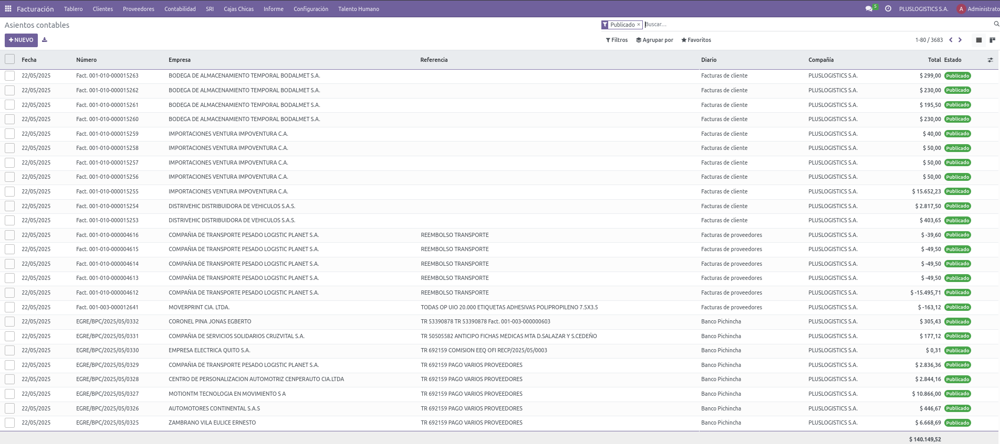 Facturación Tablero Clientes Proveedores Contabilidad SRI Cajas Chicas Informe Configuración Talento Humano 5 PLUSLOGISTICS S.A. A Administrato
Asientos contables Publicado × Buscar...
+ NUEVO Filtros Agrupar por Favoritos 1-80 / 3683
Fecha Número Empresa Referencia Diario Compañía Total Estado
22/05/2025 Fact. 001-010-000015263 BODEGA DE ALMACENAMIENTO TEMPORAL BODALMET S.A. Facturas de cliente PLUSLOGISTICS S.A. $ 299,00 Publicado
22/05/2025 Fact. 001-010-000015262 BODEGA DE ALMACENAMIENTO TEMPORAL BODALMET S.A. Facturas de cliente PLUSLOGISTICS S.A. $ 230,00 Publicado
22/05/2025 Fact. 001-010-000015261 BODEGA DE ALMACENAMIENTO TEMPORAL BODALMET S.A. Facturas de cliente PLUSLOGISTICS S.A. $ 195,50 Publicado
22/05/2025 Fact. 001-010-000015260 BODEGA DE ALMACENAMIENTO TEMPORAL BODALMET S.A. Facturas de cliente PLUSLOGISTICS S.A. $ 230,00 Publicado
22/05/2025 Fact. 001-010-000015259 IMPORTACIONES VENTURA IMPOVENTURA C.A. Facturas de cliente PLUSLOGISTICS S.A. $ 40,00 Publicado
22/05/2025 Fact. 001-010-000015258 IMPORTACIONES VENTURA IMPOVENTURA C.A. Facturas de cliente PLUSLOGISTICS S.A. $ 50,00 Publicado
22/05/2025 Fact. 001-010-000015257 IMPORTACIONES VENTURA IMPOVENTURA C.A. Facturas de cliente PLUSLOGISTICS S.A. $ 50,00 Publicado
22/05/2025 Fact. 001-010-000015256 IMPORTACIONES VENTURA IMPOVENTURA C.A. Facturas de cliente PLUSLOGISTICS S.A. $ 50,00 Publicado
22/05/2025 Fact. 001-010-000015255 IMPORTACIONES VENTURA IMPOVENTURA C.A. Facturas de cliente PLUSLOGISTICS S.A. $ 15.652,23 Publicado
22/05/2025 Fact. 001-010-000015254 DISTRIVEHIC DISTRIBUIDORA DE VEHICULOS S.A.S. Facturas de cliente PLUSLOGISTICS S.A. $ 2.817,50 Publicado
22/05/2025 Fact. 001-010-000015253 DISTRIVEHIC DISTRIBUIDORA DE VEHICULOS S.A.S. Facturas de cliente PLUSLOGISTICS S.A. $ 403,65 Publicado
22/05/2025 Fact. 001-010-000004616 COMPAÑIA DE TRANSPORTE PESADO LOGISTIC PLANET S.A. REEMBOLSO TRANSPORTE Facturas de proveedores PLUSLOGISTICS S.A. $ -39,60 Publicado
22/05/2025 Fact. 001-010-000004615 COMPAÑIA DE TRANSPORTE PESADO LOGISTIC PLANET S.A. REEMBOLSO TRANSPORTE Facturas de proveedores PLUSLOGISTICS S.A. $ -49,50 Publicado
22/05/2025 Fact. 001-010-000004614 COMPAÑIA DE TRANSPORTE PESADO LOGISTIC PLANET S.A. REEMBOLSO TRANSPORTE Facturas de proveedores PLUSLOGISTICS S.A. $ -49,50 Publicado
22/05/2025 Fact. 001-010-000004613 COMPAÑIA DE TRANSPORTE PESADO LOGISTIC PLANET S.A. REEMBOLSO TRANSPORTE Facturas de proveedores PLUSLOGISTICS S.A. $ -49,50 Publicado
22/05/2025 Fact. 001-010-000004612 COMPAÑIA DE TRANSPORTE PESADO LOGISTIC PLANET S.A. REEMBOLSO TRANSPORTE Facturas de proveedores PLUSLOGISTICS S.A. $ -15.495,71 Publicado
22/05/2025 Fact. 001-003-000012641 MOVERPRINT CIA. LTDA. TODAS OP UIO 20.000 ETIQUETAS ADHESIVAS POLIPROPILENO 7.5X3.5 Facturas de proveedores PLUSLOGISTICS S.A. $ -163,12 Publicado
22/05/2025 EGRE/BPC/2025/05/0332 CORONEL PINA JONAS EGBERTO TR 53390878 TR 53390878 Fact. 001-003-000000603 Banco Pichincha PLUSLOGISTICS S.A. $ 305,43 Publicado
22/05/2025 EGRE/BPC/2025/05/0331 COMPAÑIA DE SERVICIOS SOLIDARIOS CRUZVITAL S.A. TR 50505582 ANTICIPO FICHAS MEDICAS MTA D.SALAZAR Y S.CEDEÑO Banco Pichincha PLUSLOGISTICS S.A. $ 177,12 Publicado
22/05/2025 EGRE/BPC/2025/05/0330 EMPRESA ELECTRICA QUITO S.A. TR 692159 COMISION EEQ OFI RECP/2025/05/0003 Banco Pichincha PLUSLOGISTICS S.A. $ 0,31 Publicado
22/05/2025 EGRE/BPC/2025/05/0329 COMPAÑIA DE TRANSPORTE PESADO LOGISTIC PLANET S.A. TR 692159 PAGO VARIOS PROVEEDORES Banco Pichincha PLUSLOGISTICS S.A. $ 2.836,36 Publicado
22/05/2025 EGRE/BPC/2025/05/0328 CENTRO DE PERSONALIZACION AUTOMOTRIZ CENPERAUTO CIA.LTDA TR 692159 PAGO VARIOS PROVEEDORES Banco Pichincha PLUSLOGISTICS S.A. $ 2.844,16 Publicado
22/05/2025 EGRE/BPC/2025/05/0327 MOTIONTM TECNOLOGIA EN MOVIMIENTO S A TR 692159 PAGO VARIOS PROVEEDORES Banco Pichincha PLUSLOGISTICS S.A. $ 10.866,00 Publicado
22/05/2025 EGRE/BPC/2025/05/0326 AUTOMOTORES CONTINENTAL S.A.S TR 692159 PAGO VARIOS PROVEEDORES Banco Pichincha PLUSLOGISTICS S.A. $ 446,67 Publicado
22/05/2025 EGRE/BPC/2025/05/0325 ZAMBRANO VILA EULICE ERNESTO TR 692159 PAGO VARIOS PROVEEDORES Banco Pichincha PLUSLOGISTICS S.A. $ 6.668,69 Publicado
$ 140.149,52